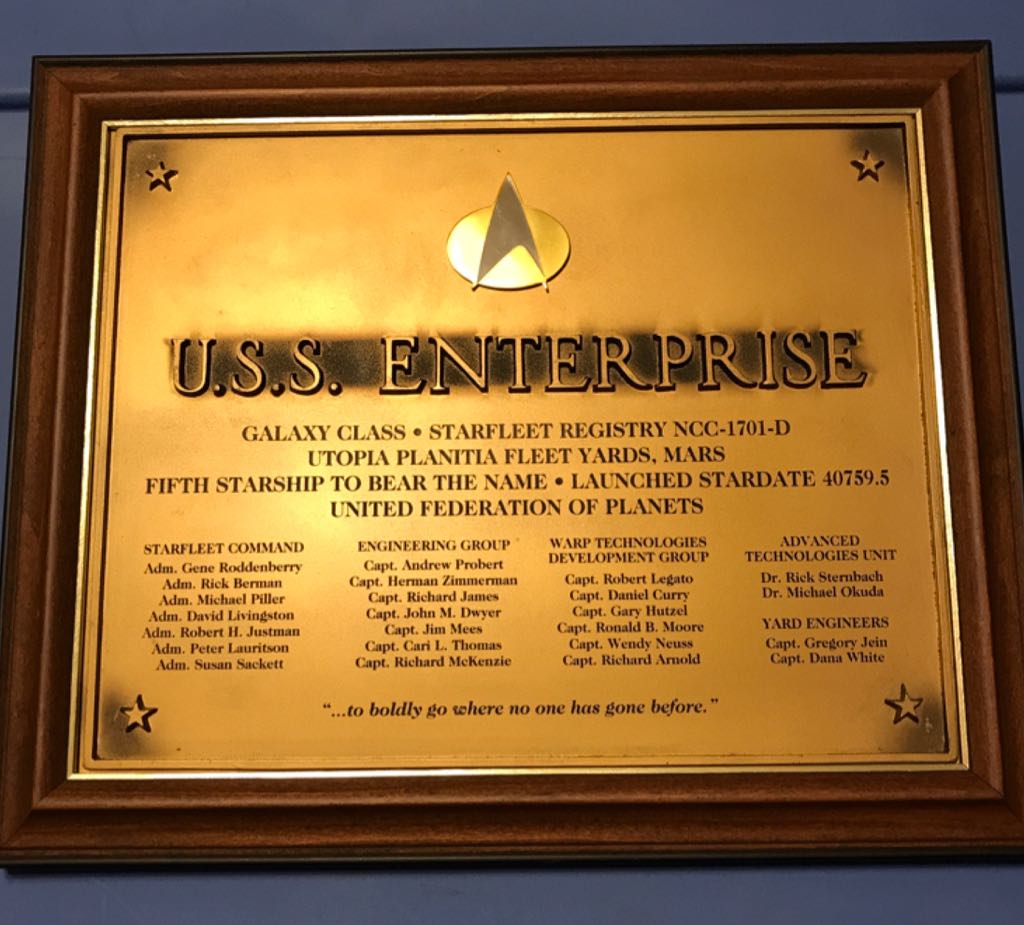 U.S.S. ENTERPRISE
GALAXY CLASS • STARFLEET REGISTRY NCC-1701-D
UTOPIA PLANITIA FLEET YARDS, MARS
FIFTH STARSHIP TO BEAR THE NAME • LAUNCHED STARDATE 40759.5
UNITED FEDERATION OF PLANETS
STARFLEET COMMAND
Adm. Gene Roddenberry
Adm. Rick Berman
Adm. Michael Piller
Adm. David Livingston
Adm. Robert H. Justman
Adm. Peter Lauritson
Adm. Susan Sackett
ENGINEERING GROUP
Capt. Andrew Probert
Capt. Herman Zimmerman
Capt. Richard James
Capt. John M. Dwyer
Capt. Jim Mees
Capt. Cari L. Thomas
Capt. Richard McKenzie
WARP TECHNOLOGIES
DEVELOPMENT GROUP
Capt. Robert Legato
Capt. Daniel Curry
Capt. Gary Hutzel
Capt. Ronald B. Moore
Capt. Wendy Neuss
Capt. Richard Arnold
ADVANCED
TECHNOLOGIES UNIT
Dr. Rick Sternbach
Dr. Michael Okuda
YARD ENGINEERS
Capt. Gregory Jein
Capt. Dana White
“...to boldly go where no one has gone before.”